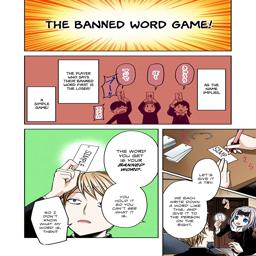 THE BANNED WORD GAME!
AS THE
NAME
IMPLIES,
THE PLAYER
WHO SAYS
THEIR BANNED
WORD FIRST
IS THE
LOSER!
A
SIMPLE
GAME!
LET'S
GIVE IT
A TRY.
WE EACH
WRITE DOWN
A WORD
LIKE THIS,
AND GIVE IT
TO THE
PERSON
ON THE
RIGHT.
THE WORD
YOU GET
IS YOUR
BANNED
WORD.
YOU
HOLD IT
SO YOU
CAN'T SEE
WHAT IT
IS.
SO I
DON'T
KNOW
WHAT MY
WORD IS,
THEN?